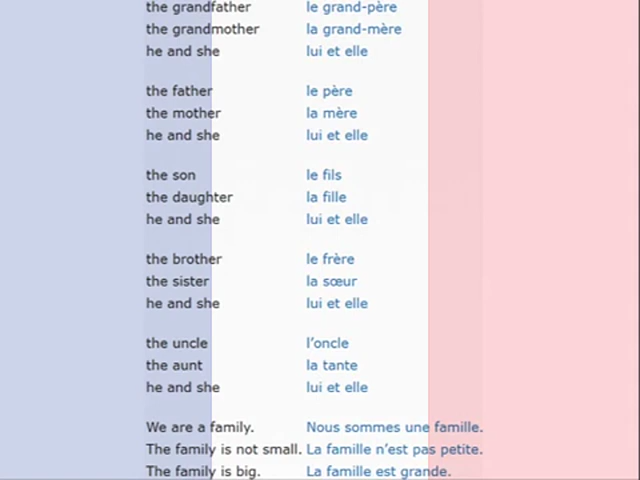 the grandfather le grand-père
the grandmother la grand-mère
he and she lui et elle
the father le père
the mother la mère
he and she lui et elle
the son le fils
the daughter la fille
he and she lui et elle
the brother le frère
the sister la sœur
he and she lui et elle
the uncle l’oncle
the aunt la tante
he and she lui et elle
We are a family. Nous sommes une famille.
The family is not small. La famille n’est pas petite.
The family is big. La famille est grande.